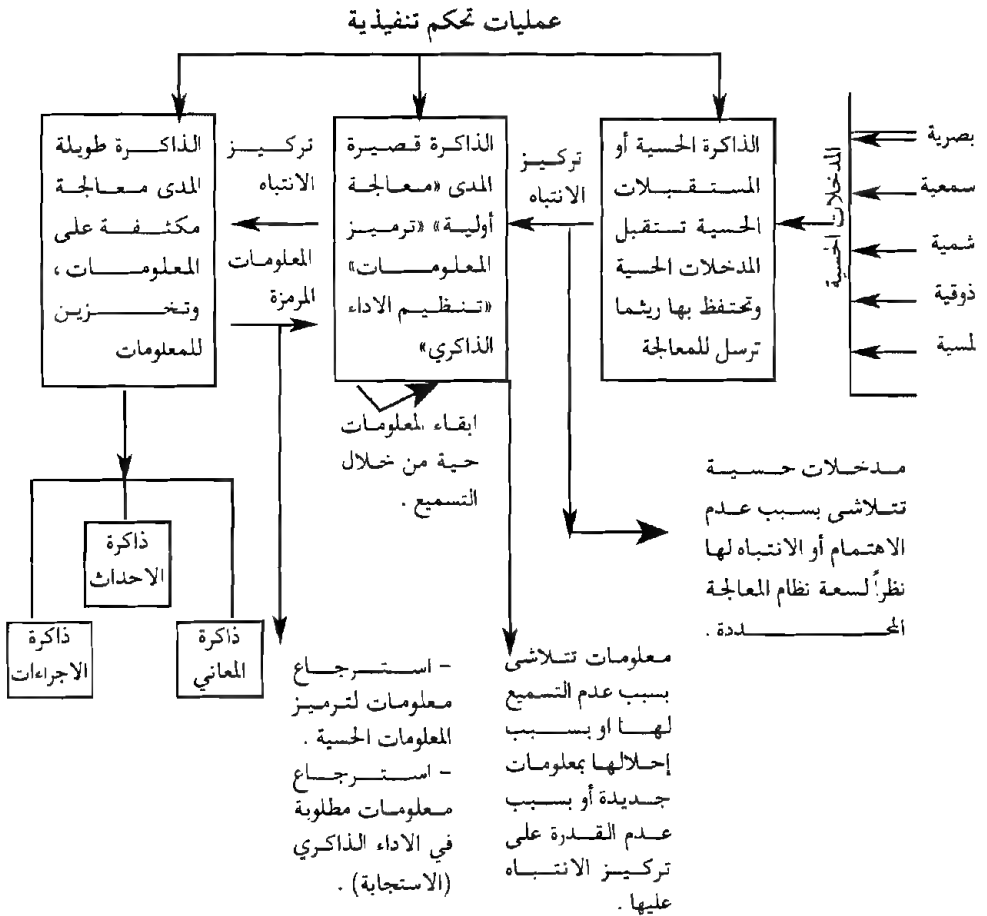 عمليات تحكم تنفيذية
بصرية
سمعية
شمية
ذوقية
لمسية
المدخلات الحسية
الذاكرة الحسية أو
المستقبلات
الحسية تستقبل
المدخلات الحسية
وتحتفظ بها ريثما
ترسل للمعالجة
تركيز
الانتباه
الذاكرة قصيرة
المدى «معالجة
أولية» «ترميز
المعلومات»
«تنظيم الاداء
الذاكري»
تركيز
الانتباه
المعلومات
المرمزة
الذاكرة طويلة
المدى معالجة
مكثفة على
المعلومات،
وتخزين
للمعلومات
ابقاء المعلومات
حية من خلال
التسميع .
مدخلات حسية
تتلاشى بسبب عدم
الاهتمام أو الانتباه لها
نظراً لسعة نظام المعالجة
المحددة .
ذاكرة
الاحداث
ذاكرة
المعاني
ذاكرة
الاجراءات
معلومات تتلاشى
بسبب عدم التسميع
لها او بسبب
إحلالها بمعلومات
جديدة أو بسبب
عدم القدرة على
تركيز الانتباه
عليها .
- استرجاع
معلومات لترميز
المعلومات الحسية .
- استرجاع
معلومات مطلوبة
في الاداء الذاكري
(الاستجابة) .